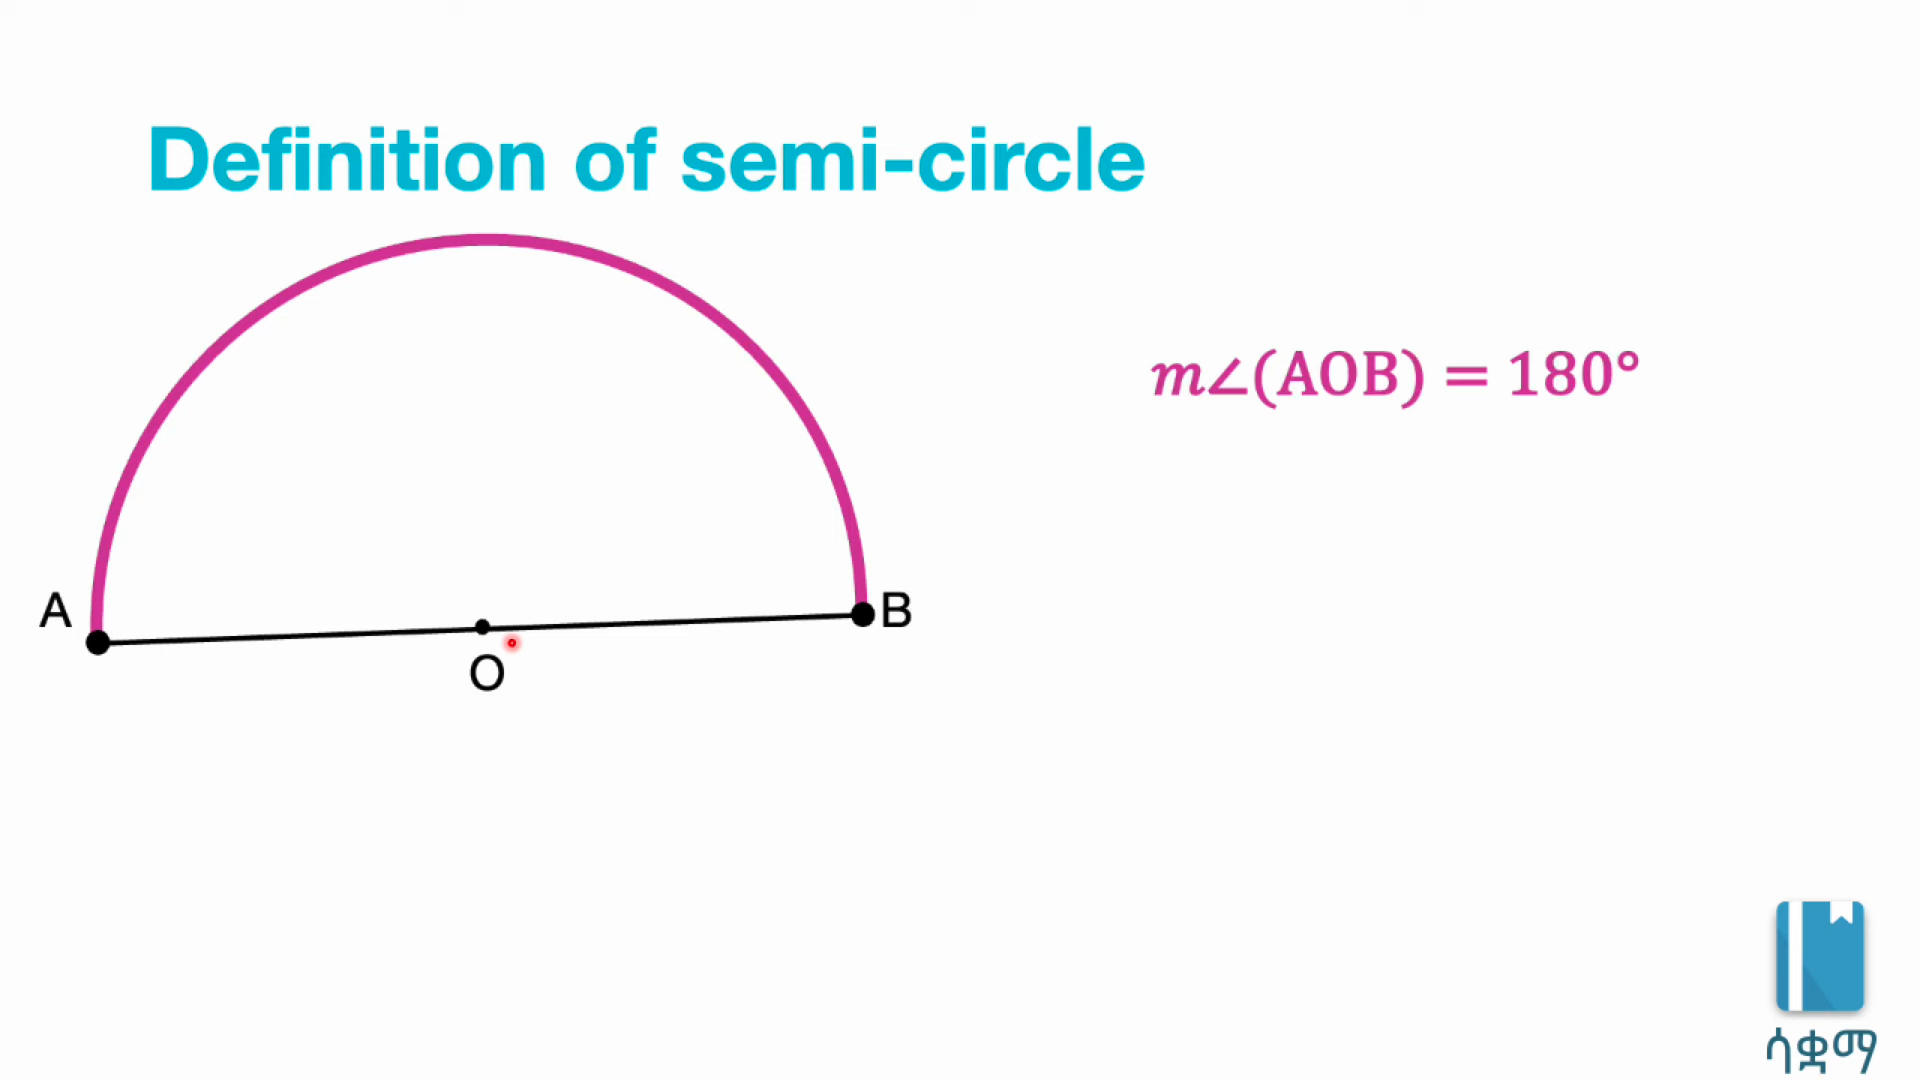 Definition of semi-circle
m∠(AOB) = 180°
A
B
O
ሳቋማ